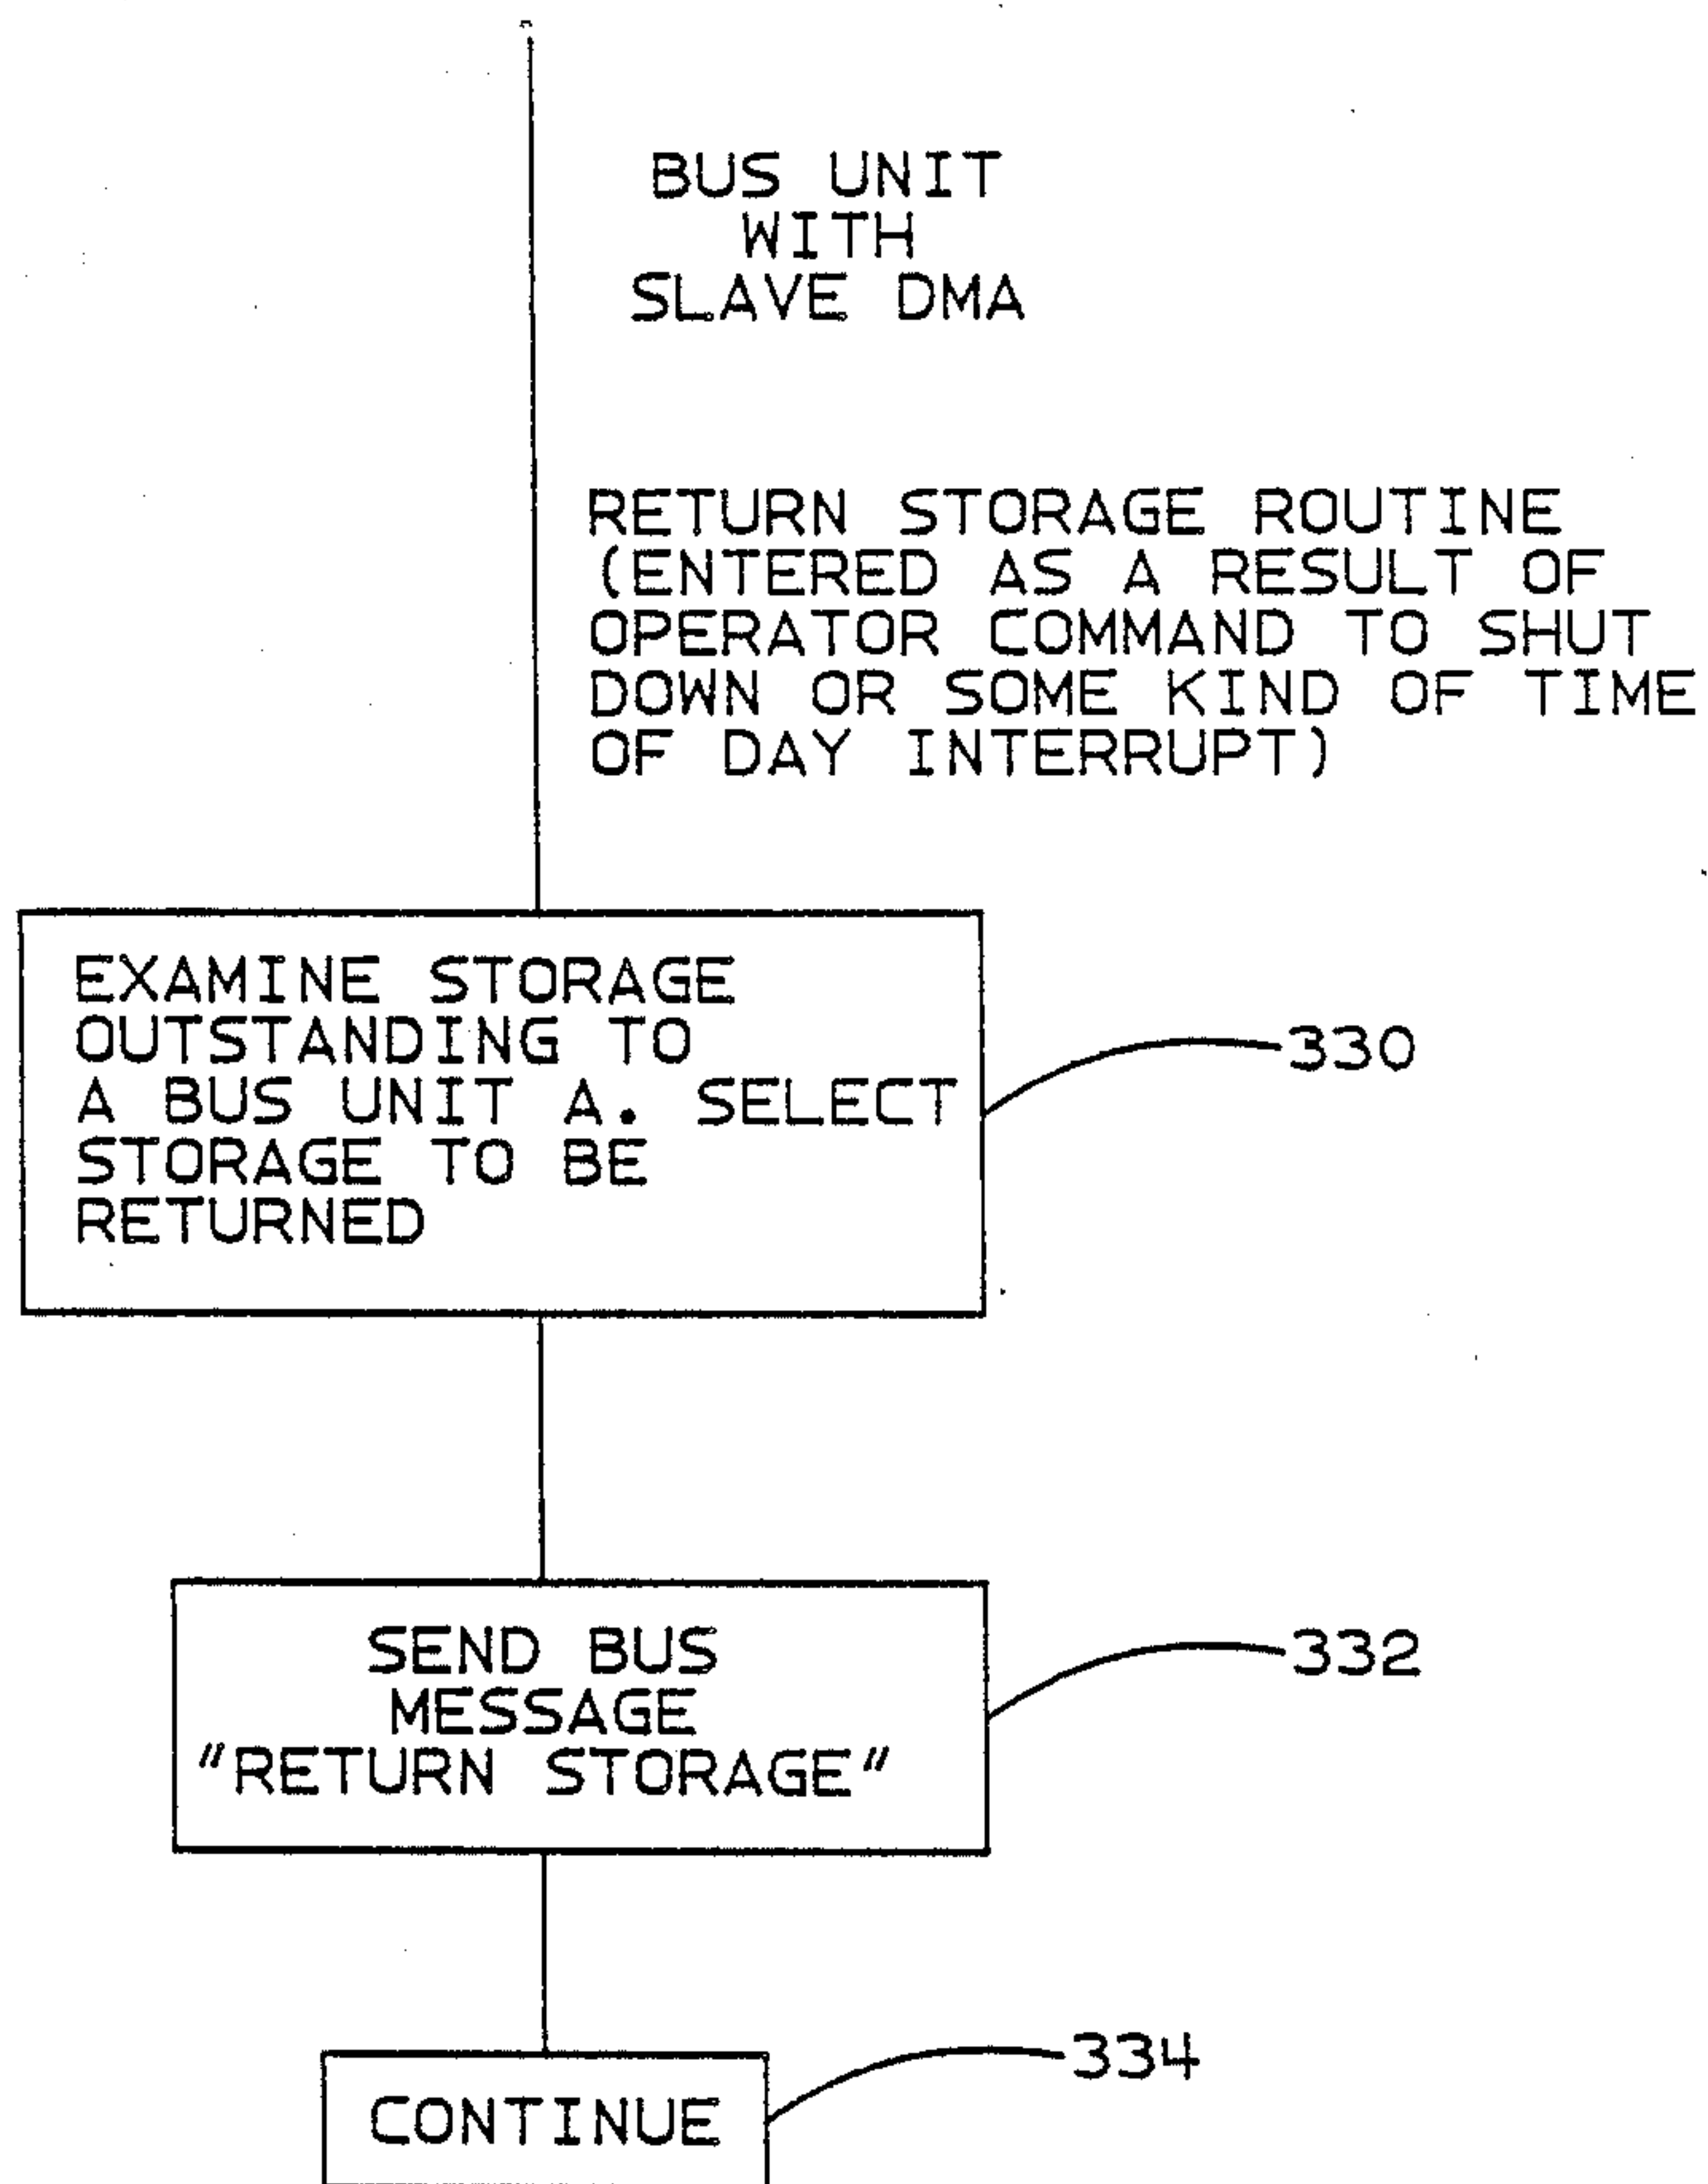 BUS UNIT
WITH
SLAVE DMA
RETURN STORAGE ROUTINE
(ENTERED AS A RESULT OF
OPERATOR COMMAND TO SHUT
DOWN OR SOME KIND OF TIME
OF DAY INTERRUPT)
EXAMINE STORAGE
OUTSTANDING TO
A BUS UNIT A. SELECT
STORAGE TO BE
RETURNED
330
SEND BUS
MESSAGE
"RETURN STORAGE"
332
334
CONTINUE